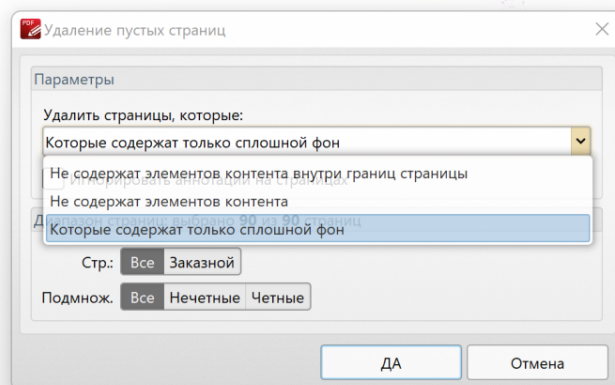 PDF
Удаление пустых страниц
Параметры
Удалить страницы, которые:
Которые содержат только сплошной фон
Не содержат элементов контента внутри границ страницы
Игнорировать аннотации на страницах
Не содержат элементов контента
Диапазон страниц: выбрано 90 из 90 страниц
Которые содержат только сплошной фон
Стр.: Все Заказной
Подмнож. Все Нечетные Четные
ДА Отмена